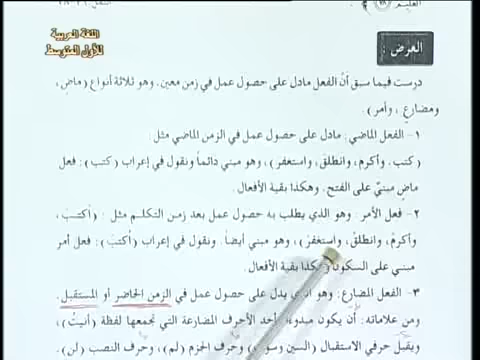 اللغة العربية
للأول المتوسط
العرض :
درست فيما سبق أن الفعل مادل على حصول عمل في زمن معين. وهو ثلاثة أنواع (ماضٍ،
ومضارع، وأمر).
١- الفعل الماضي: مادل على حصول عمل في الزمن الماضي مثل:
(كتب. وأكرم، وانطلق، واستغفر)، وهو مبني دائماً ونقول في إعراب (كتب): فعل
ماضٍ مبنيّ على الفتح. وهكذا بقية الأفعال.
٢- فعل الأمر: وهو الذي يطلب به حصول عمل بعد زمن التكلم مثل: (أكتبْ،
وأكرمْ، وانطلقْ، واستغفرْ)، وهو مبني أيضاً. ونقول في إعراب (أكتبْ): فعل أمر
مبني على السكون وهكذا بقية الأفعال.
٣- الفعل المضارع: وهو الذي يدل على حصول عمل في الزمن الحاضر أو المستقبل.
ومن علاماته: أن يكون مبدوءاً بأحد الأحرف المضارعة التي تجمعها لفظة (أنيتُ)،
ويقبل حرفي الاستقبال (السين وسوف) وحرف الجزم (لم)، وحرف النصب (لن)